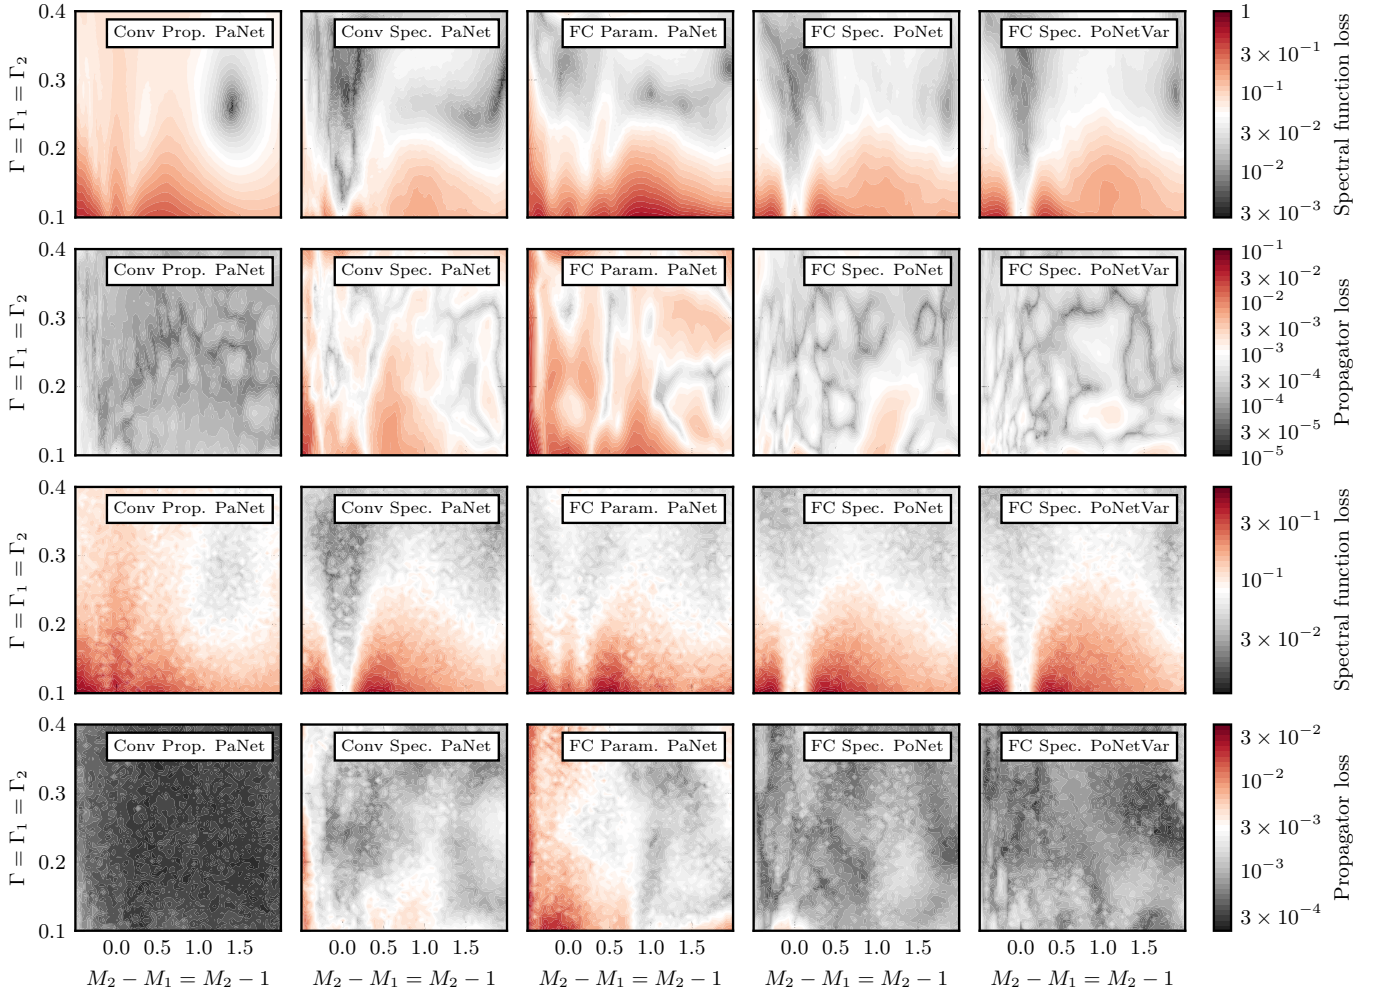 0.4
0.3
0.2
0.1
Γ = Γ₁ = Γ₂
Conv Prop. PaNet
Conv Spec. PaNet
FC Param. PaNet
FC Spec. PoNet
FC Spec. PoNetVar
1
3 × 10⁻¹
10⁻¹
3 × 10⁻²
10⁻²
3 × 10⁻³
Spectral function loss
0.4
0.3
0.2
0.1
Γ = Γ₁ = Γ₂
Conv Prop. PaNet
Conv Spec. PaNet
FC Param. PaNet
FC Spec. PoNet
FC Spec. PoNetVar
10⁻¹
3 × 10⁻²
10⁻²
3 × 10⁻³
10⁻³
3 × 10⁻⁴
10⁻⁴
3 × 10⁻⁵
10⁻⁵
Propagator loss
0.4
0.3
0.2
0.1
Γ = Γ₁ = Γ₂
Conv Prop. PaNet
Conv Spec. PaNet
FC Param. PaNet
FC Spec. PoNet
FC Spec. PoNetVar
3 × 10⁻¹
10⁻¹
3 × 10⁻²
Spectral function loss
0.4
0.3
0.2
0.1
Γ = Γ₁ = Γ₂
Conv Prop. PaNet
Conv Spec. PaNet
FC Param. PaNet
FC Spec. PoNet
FC Spec. PoNetVar
3 × 10⁻²
10⁻²
3 × 10⁻³
10⁻³
3 × 10⁻⁴
Propagator loss
0.0 0.5 1.0 1.5
0.0 0.5 1.0 1.5
0.0 0.5 1.0 1.5
0.0 0.5 1.0 1.5
0.0 0.5 1.0 1.5
M₂ − M₁ = M₂ − 1
M₂ − M₁ = M₂ − 1
M₂ − M₁ = M₂ − 1
M₂ − M₁ = M₂ − 1
M₂ − M₁ = M₂ − 1